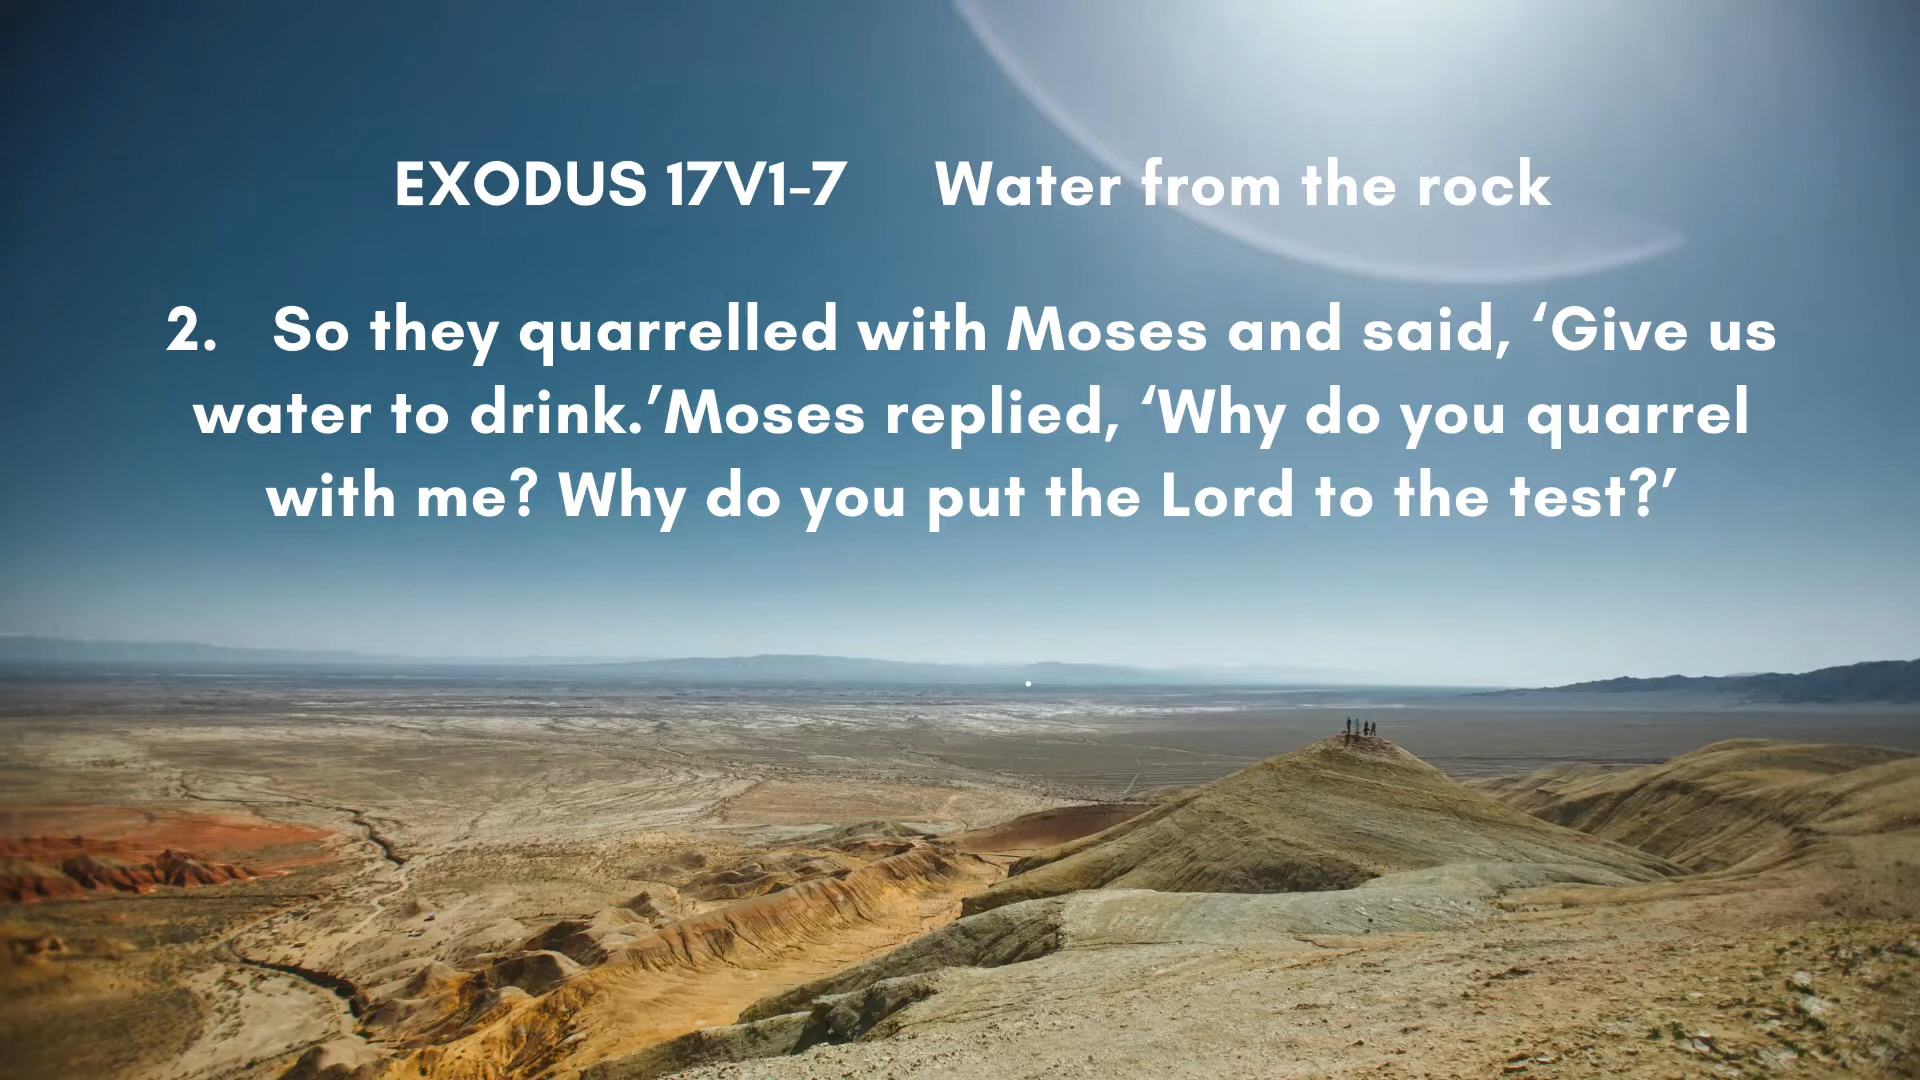 EXODUS 17V1-7 Water from the rock
2. So they quarrelled with Moses and said, ‘Give us
water to drink.’Moses replied, ‘Why do you quarrel
with me? Why do you put the Lord to the test?’